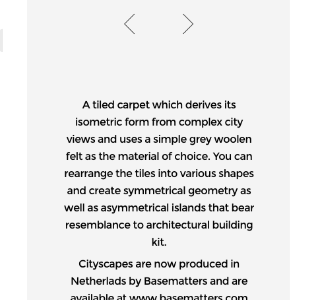 A tiled carpet which derives its
isometric form from complex city
views and uses a simple grey woolen
felt as the material of choice. You can
rearrange the tiles into various shapes
and create symmetrical geometry as
well as asymmetrical islands that bear
resemblance to architectural building
kit.
Cityscapes are now produced in
Netherlads by Basematters and are
available at www.basematters.com